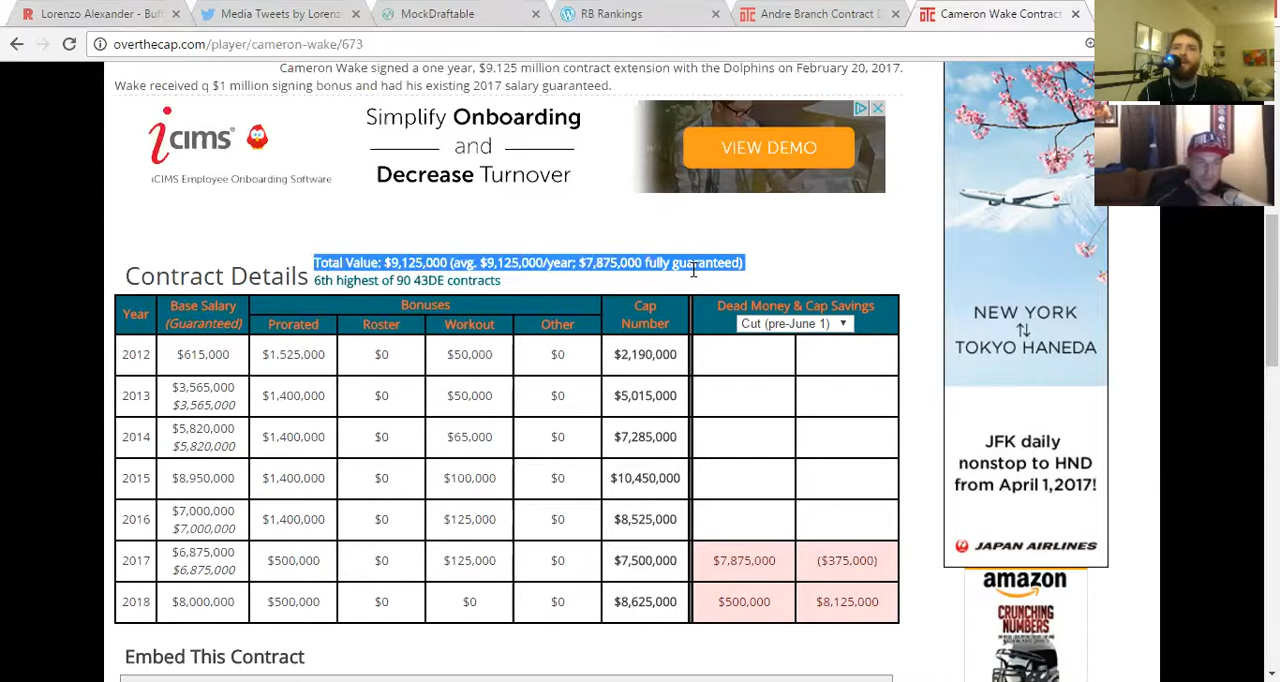 Lorenzo Alexander - Buff
Media Tweets by Lorenz
MockDraftable
RB Rankings
Andre Branch Contract D
Cameron Wake Contract
overthecap.com/player/cameron-wake/673
Cameron Wake signed a one year, $9.125 million contract extension with the Dolphins on February 20, 2017.
Wake received q $1 million signing bonus and had his existing 2017 salary guaranteed.
icims
iCIMS Employee Onboarding Software
Simplify Onboarding
and
Decrease Turnover
VIEW DEMO
Total Value: $9,125,000 (avg. $9,125,000/year; $7,875,000 fully guaranteed)
Contract Details
6th highest of 90 43DE contracts
Year Base Salary (Guaranteed) Bonuses Cap Number Dead Money & Cap Savings
Prorated Roster Workout Other Cut (pre-June 1)
2012 $615,000 $1.525,000 $0 $50,000 $0 $2,190,000
2013 $3,565,000 $3,565,000 $1,400,000 $0 $50,000 $0 $5,015,000
2014 $5,820,000 $5,820,000 $1,400,000 $0 $65,000 $0 $7,285,000
2015 $8,950,000 $1,400,000 $0 $100,000 $0 $10,450,000
2016 $7,000,000 $7,000,000 $1,400,000 $0 $125,000 $0 $8,525,000
2017 $6,875,000 $6,875,000 $500,000 $0 $125,000 $0 $7,500,000 $7,875,000 ($375,000)
2018 $8,000,000 $500,000 $0 $0 $0 $8,625,000 $500,000 $8,125,000
Embed This Contract
NEW YORK
TOKYO HANEDA
JFK daily
nonstop to HND
from April 1,2017!
JAPAN AIRLINES
amazon
CRUNCHING
NUMBERS